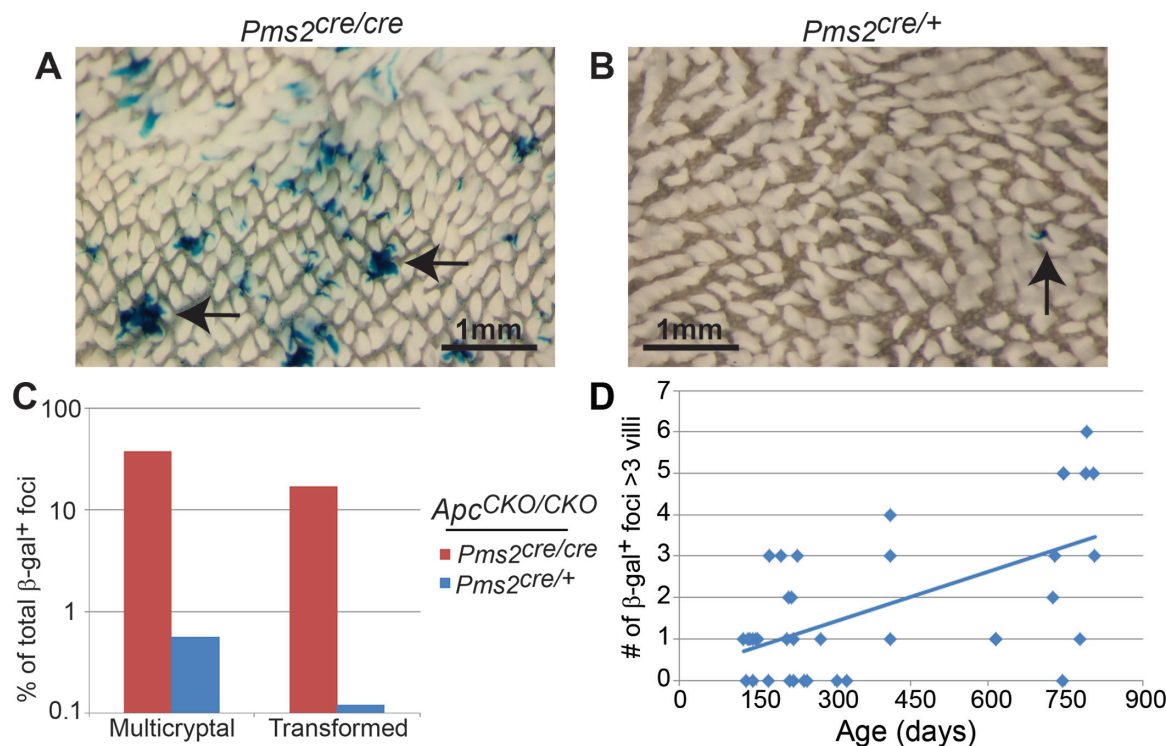 Pms2cre/cre
Pms2cre/+
A
B
1mm
1mm
C
% of total β-gal+ foci
100
10
1
0.1
Multicryptal
Transformed
ApcCKO/CKO
Pms2cre/cre
Pms2cre/+
D
# of β-gal+ foci >3 villi
7
6
5
4
3
2
1
0
0 150 300 450 600 750 900
Age (days)